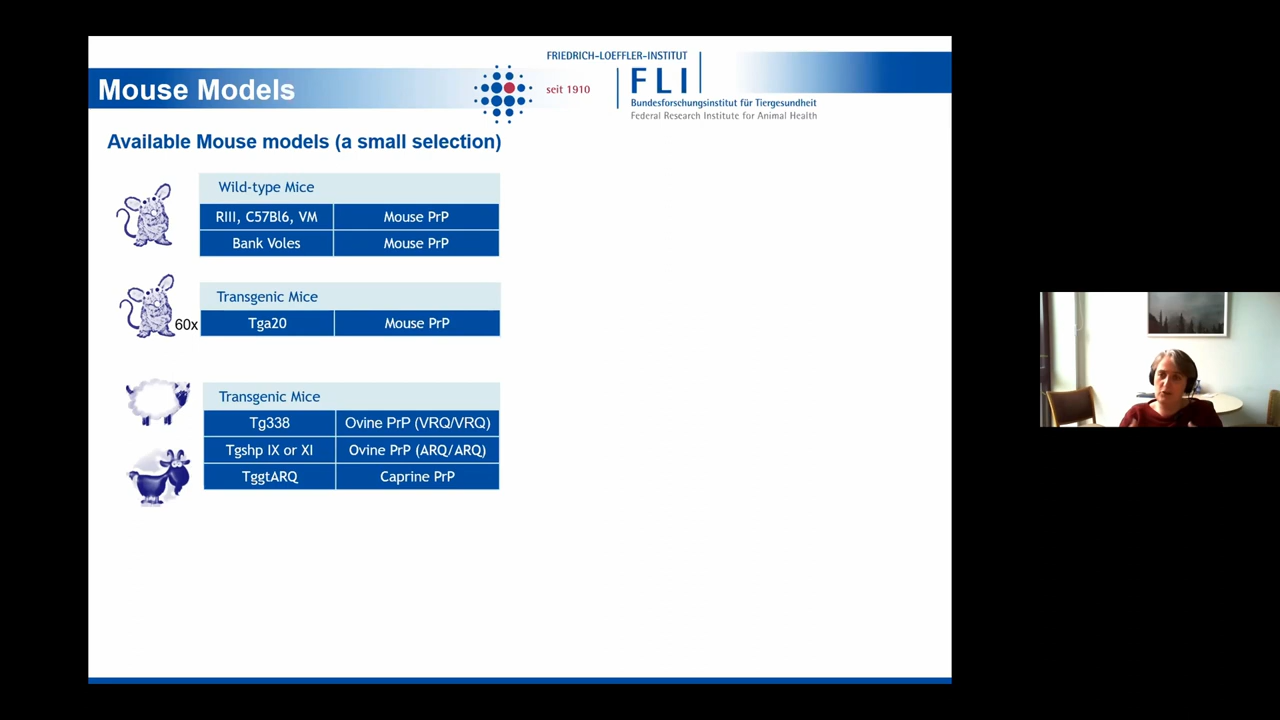 FRIEDRICH-LOEFFLER-INSTITUT
Mouse Models
seit 1910
FLI
Bundesforschungsinstitut für Tiergesundheit
Federal Research Institute for Animal Health
Available Mouse models (a small selection)
Wild-type Mice
RIII, C57Bl6, VM Mouse PrP
Bank Voles Mouse PrP
Transgenic Mice
60x Tga20 Mouse PrP
Transgenic Mice
Tg338 Ovine PrP (VRQ/VRQ)
Tgshp IX or XI Ovine PrP (ARQ/ARQ)
TggtARQ Caprine PrP